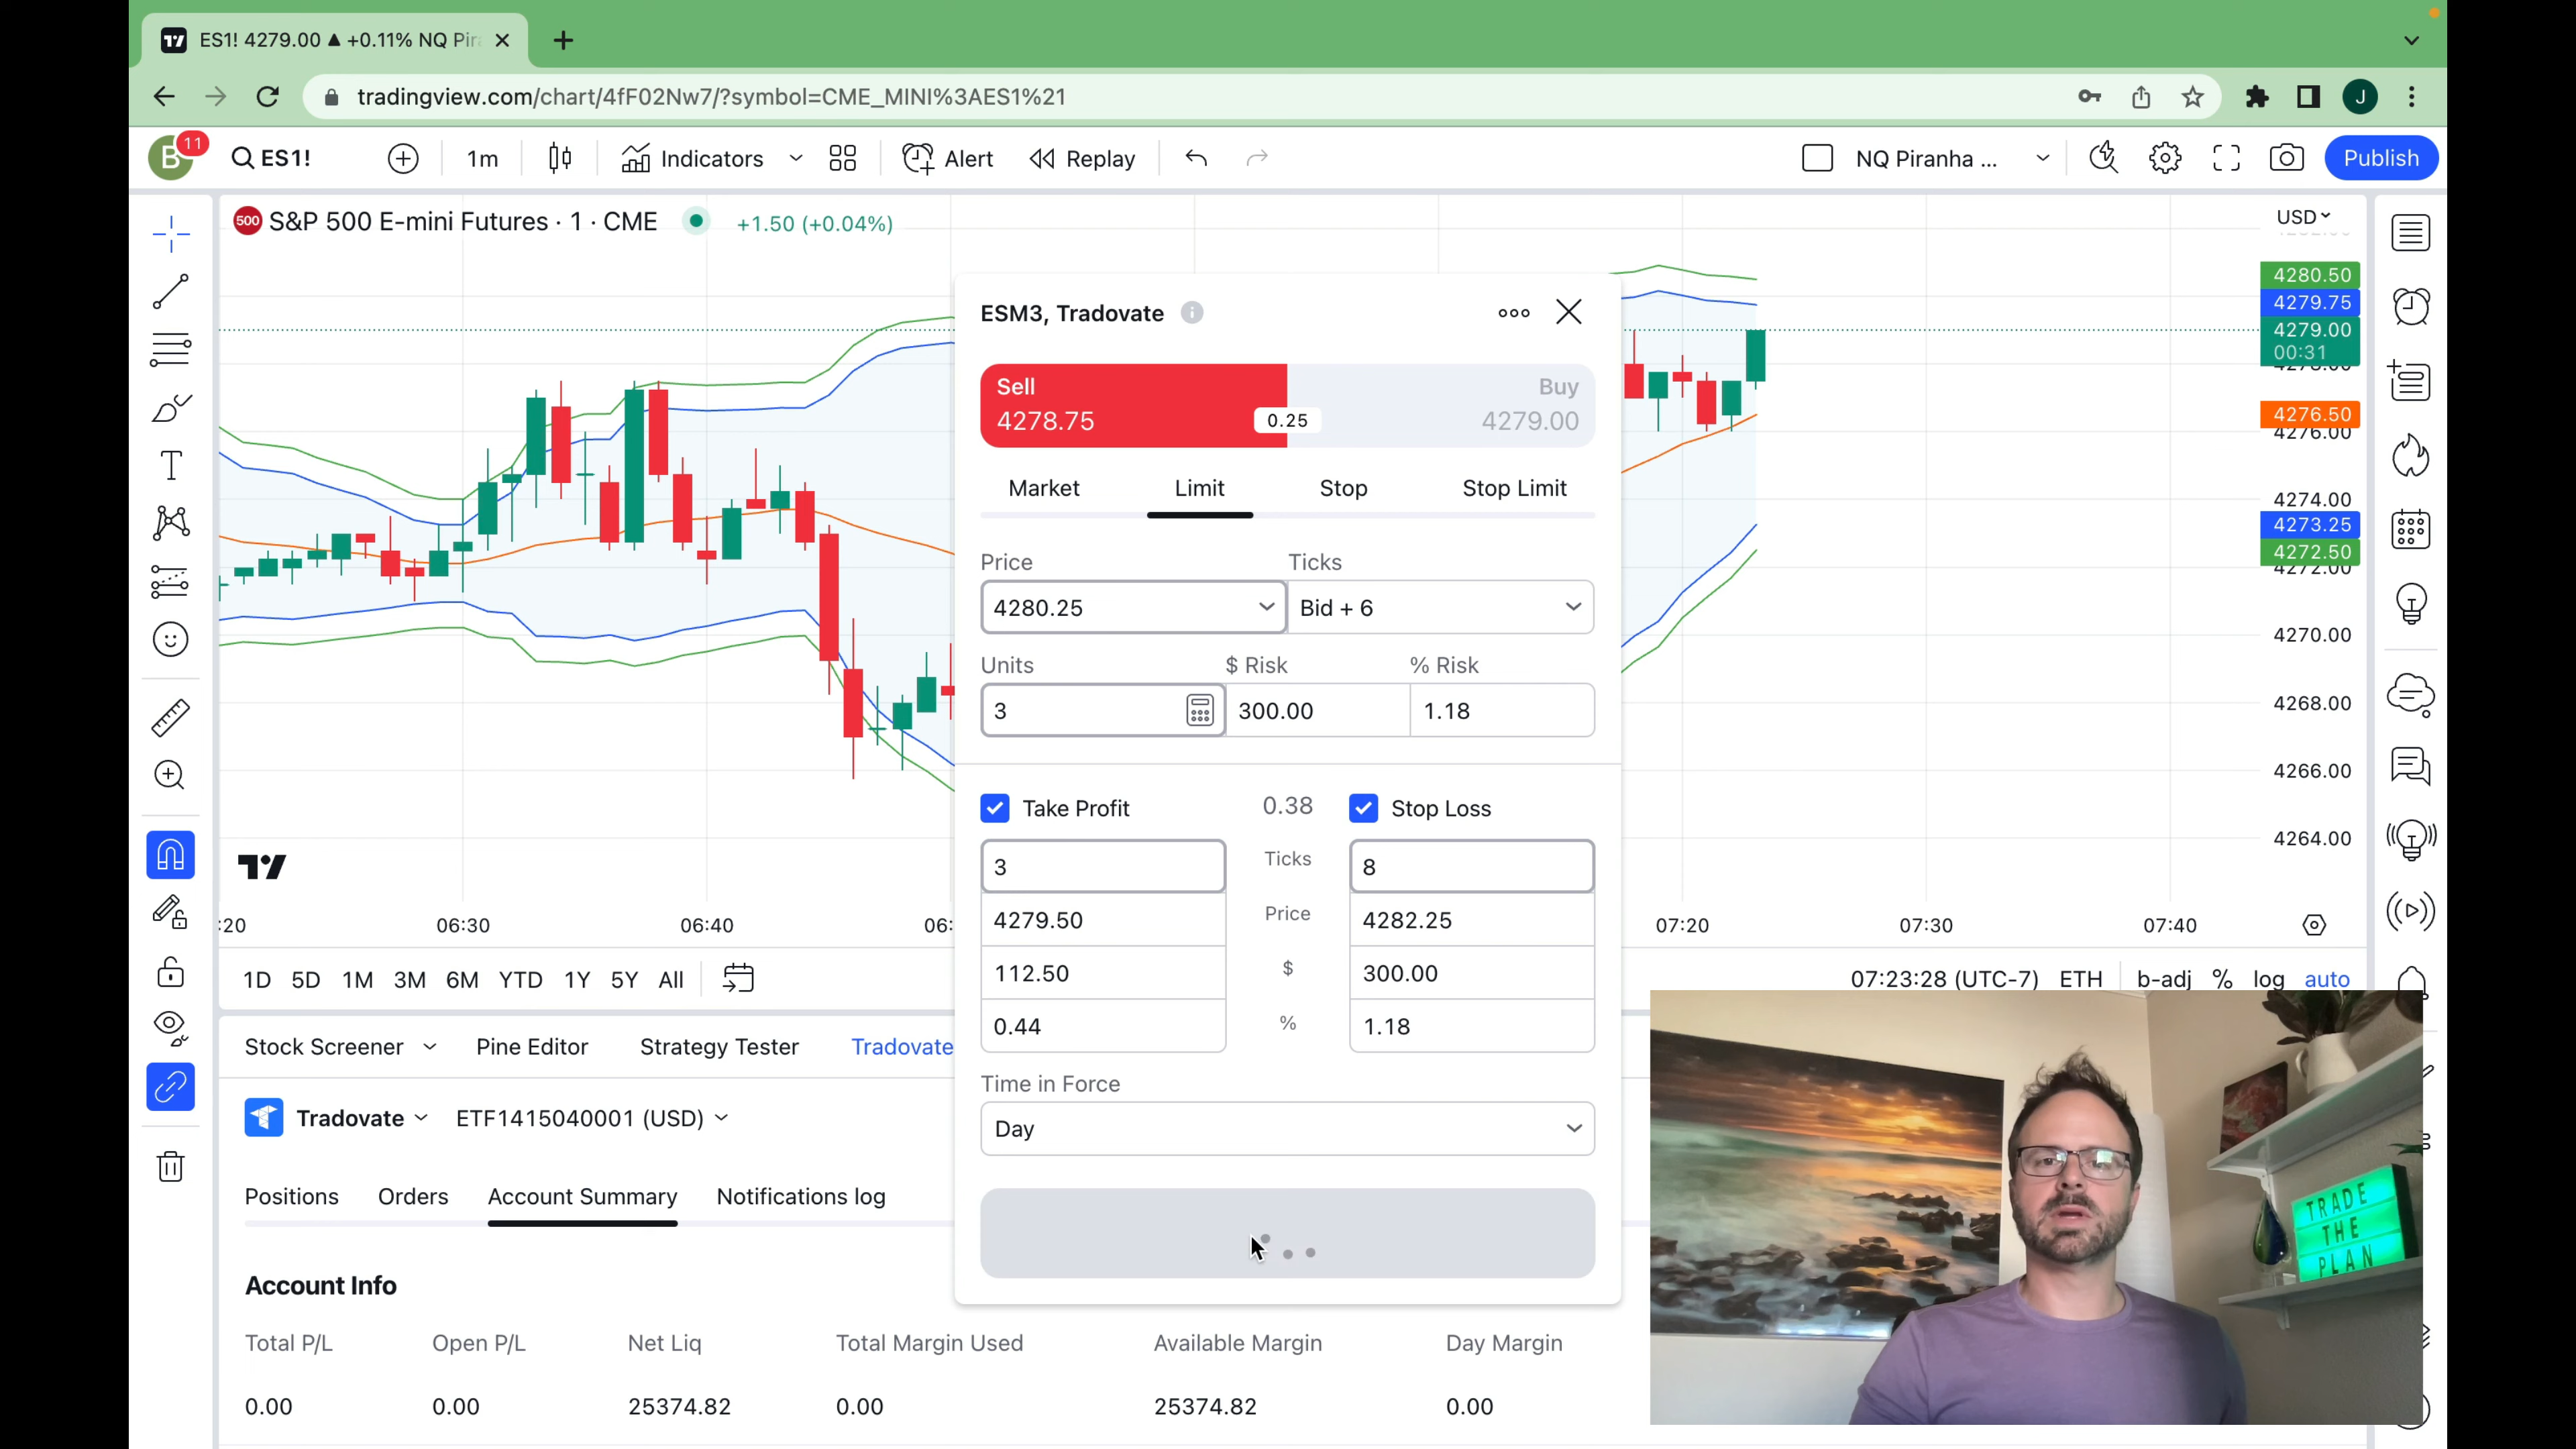 ES1! 4279.00 ▲ +0.11% NQ Pir
tradingview.com/chart/4fF02Nw7/?symbol=CME_MINI%3AES1%21
J
B
11
ES1!
1m
Indicators
Alert
Replay
NQ Piranha ...
Publish
500
S&P 500 E-mini Futures · 1 · CME
+1.50 (+0.04%)
USD
4280.50
4279.75
4279.00
00:31
4276.50
4276.00
4274.00
4273.25
4272.50
4272.00
4270.00
4268.00
4266.00
4264.00
ESM3, Tradovate
Sell
Buy
4278.75
0.25
4279.00
Market
Limit
Stop
Stop Limit
Price
Ticks
4280.25
Bid + 6
Units
$ Risk
% Risk
3
300.00
1.18
Take Profit
0.38
Stop Loss
3
Ticks
8
4279.50
Price
4282.25
112.50
$
300.00
0.44
%
1.18
Time in Force
Day
:20
06:30
06:40
06:
07:20
07:30
07:40
1D 5D 1M 3M 6M YTD 1Y 5Y All
07:23:28 (UTC-7)
ETH
b-adj
%
log
auto
Stock Screener
Pine Editor
Strategy Tester
Tradovate
Tradovate
ETF1415040001 (USD)
Positions
Orders
Account Summary
Notifications log
Account Info
Total P/L
Open P/L
Net Liq
Total Margin Used
Available Margin
Day Margin
0.00
0.00
25374.82
0.00
25374.82
0.00
TRADE
THE
PLAN